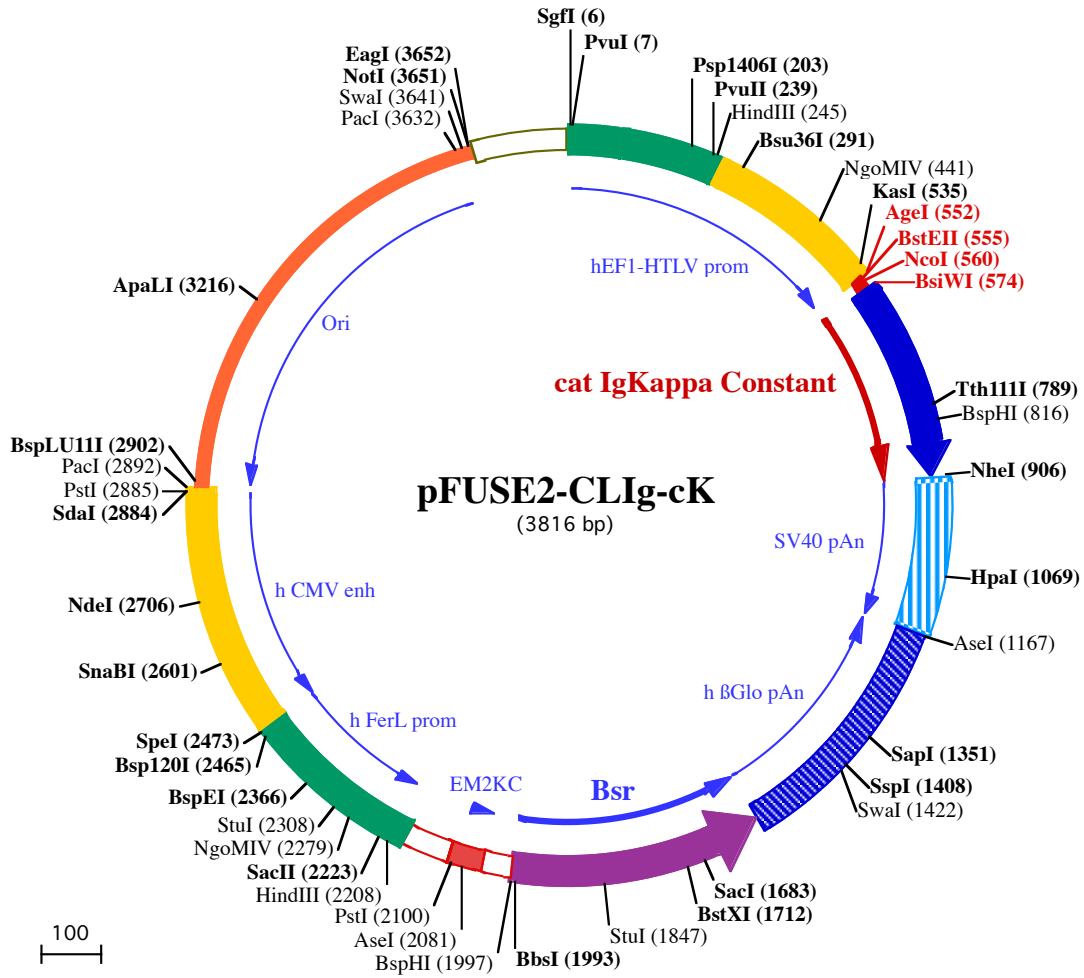 SgfI (6)
PvuI (7)
Psp1406I (203)
PvuII (239)
HindIII (245)
Bsu36I (291)
NgoMIV (441)
KasI (535)
AgeI (552)
BstEII (555)
NcoI (560)
BsiWI (574)
Tth111I (789)
BspHI (816)
NheI (906)
HpaI (1069)
AseI (1167)
SapI (1351)
SspI (1408)
SwaI (1422)
SacI (1683)
BstXI (1712)
StuI (1847)
BbsI (1993)
BspHI (1997)
AseI (2081)
PstI (2100)
HindIII (2208)
SacII (2223)
NgoMIV (2279)
StuI (2308)
BspEI (2366)
Bsp120I (2465)
SpeI (2473)
SnaBI (2601)
NdeI (2706)
SdaI (2884)
PstI (2885)
PacI (2892)
BspLU11I (2902)
ApaLI (3216)
PacI (3632)
SwaI (3641)
NotI (3651)
EagI (3652)
hEF1-HTLV prom
cat IgKappa Constant
SV40 pAn
h ßGlo pAn
Bsr
EM2KC
h FerL prom
h CMV enh
Ori
pFUSE2-CLIg-cK
(3816 bp)
100